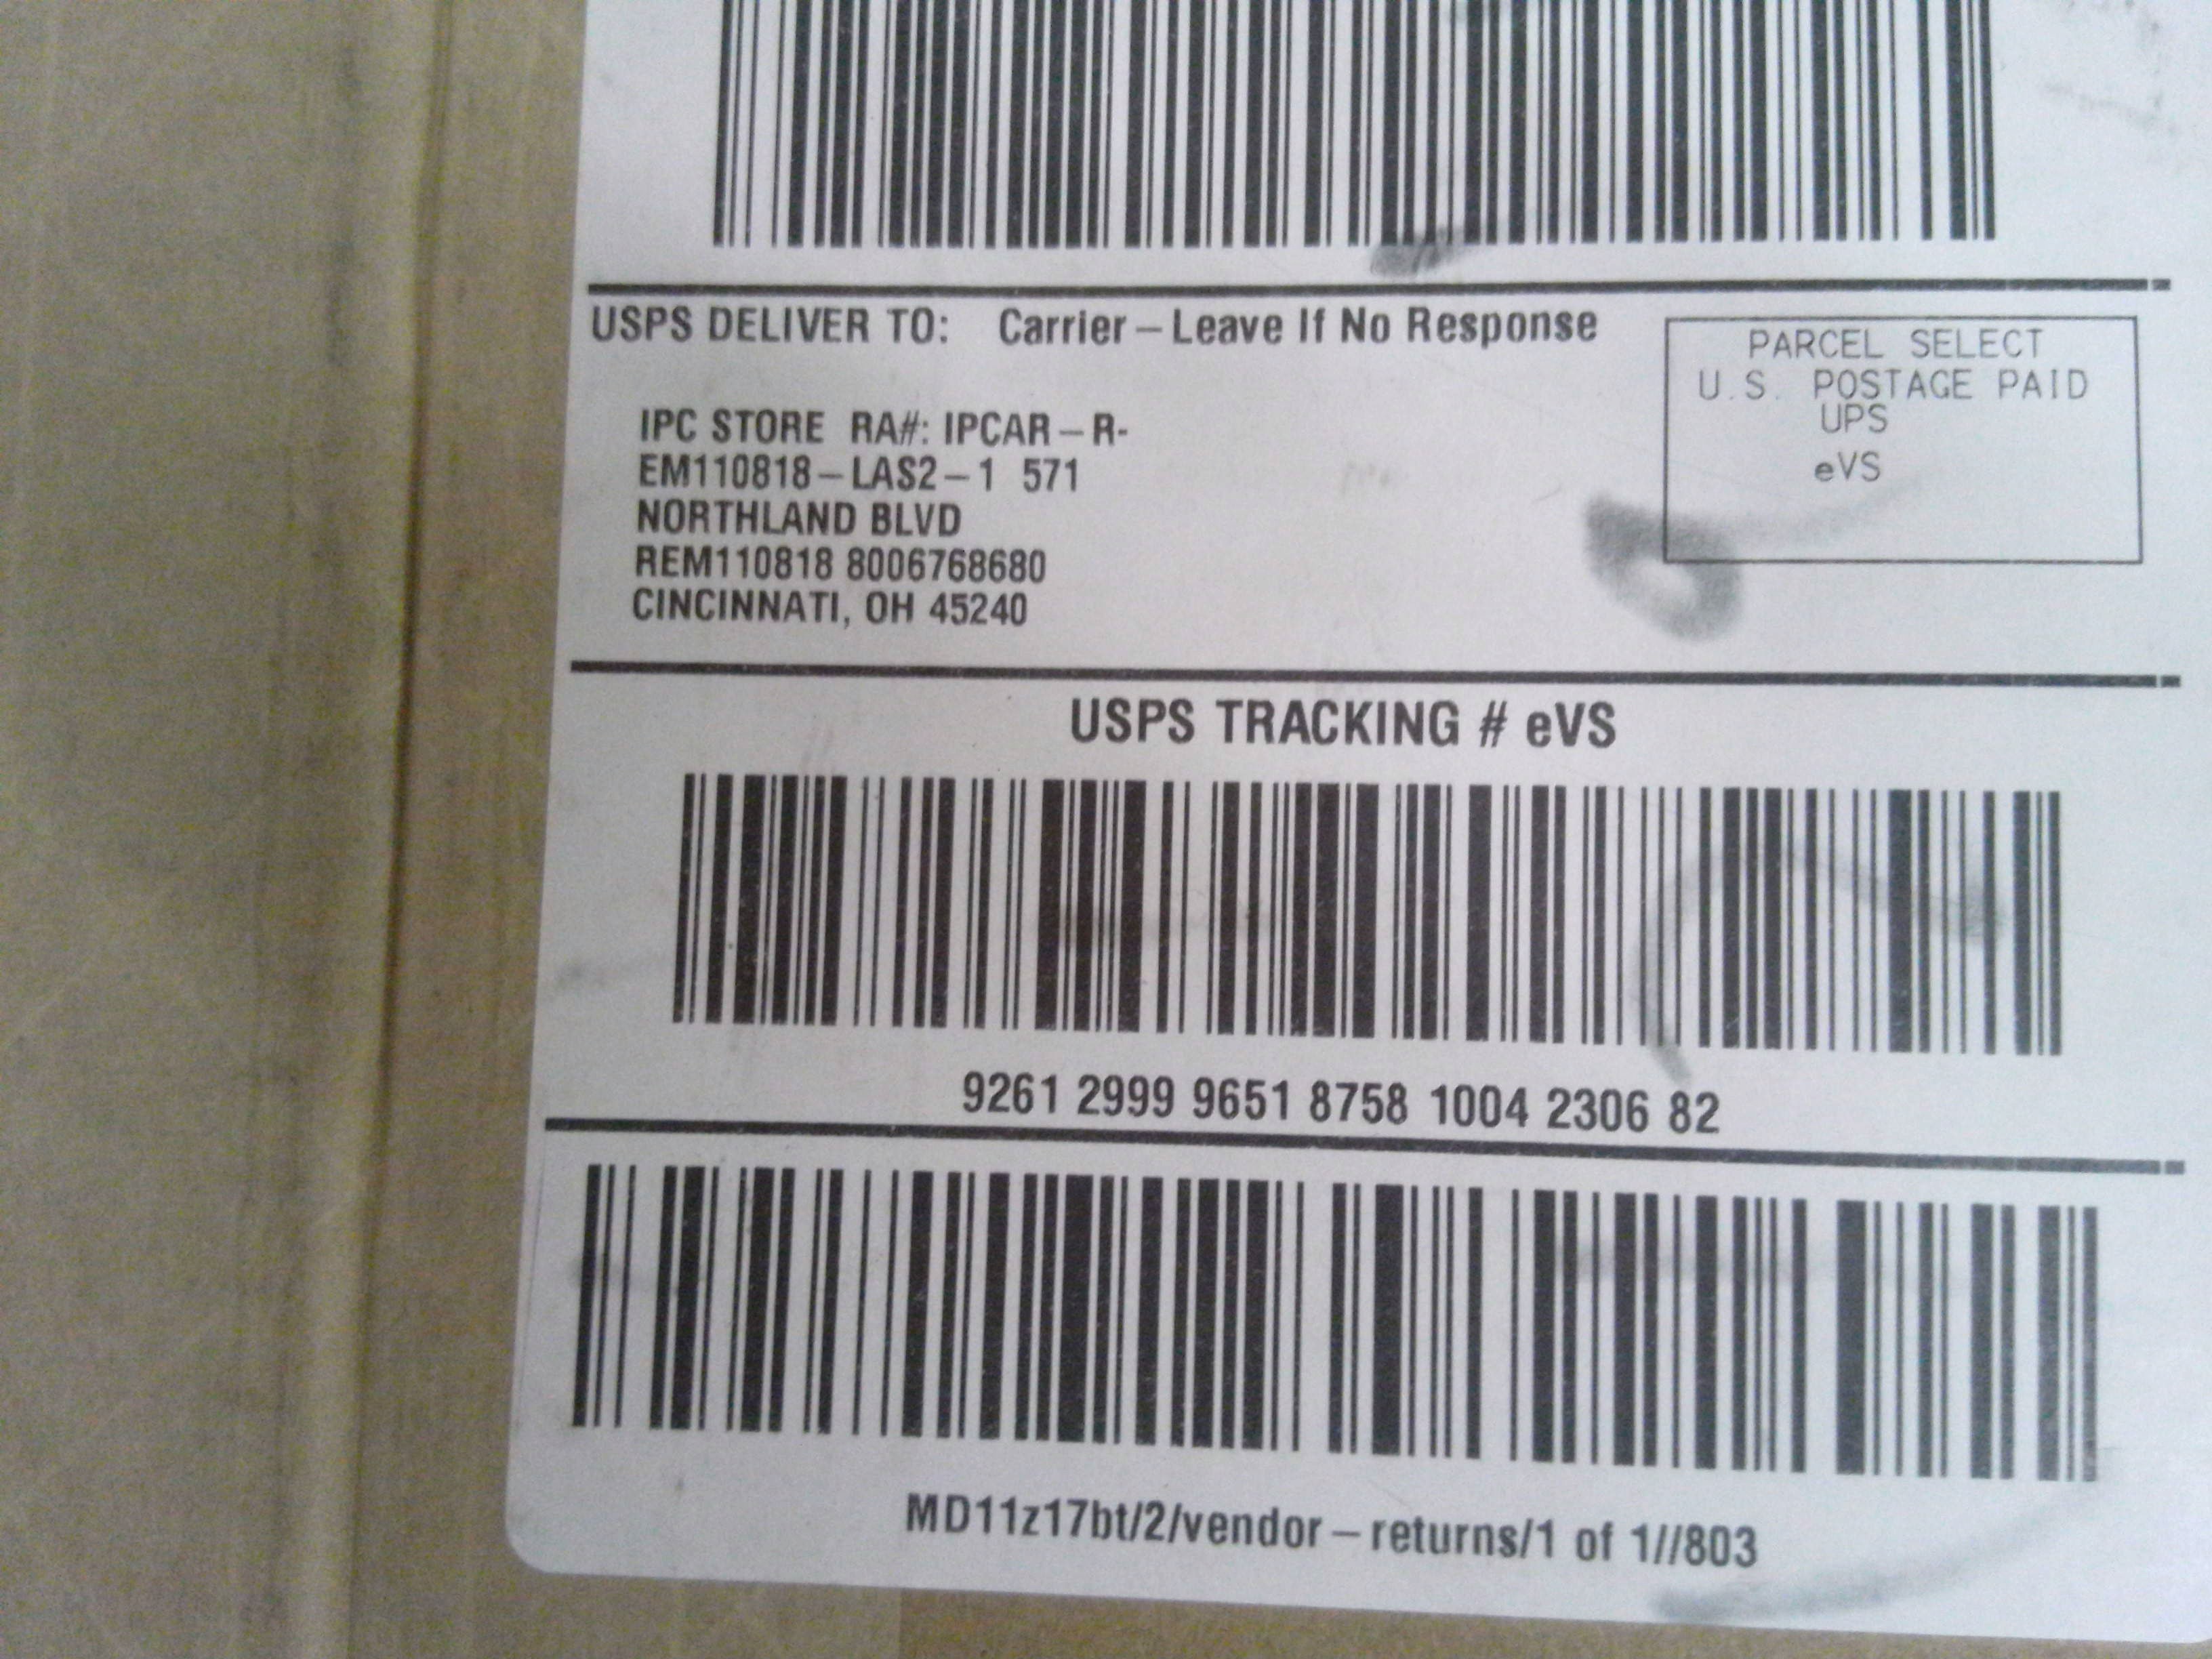 USPS DELIVER TO: Carrier – Leave If No Response
PARCEL SELECT
U.S. POSTAGE PAID
UPS
eVS
IPC STORE RA#: IPCAR – R-
EM110818 – LAS2 – 1 571
NORTHLAND BLVD
REM110818 8006768680
CINCINNATI, OH 45240
USPS TRACKING # eVS
9261 2999 9651 8758 1004 2306 82
MD11z17bt/2/vendor – returns/1 of 1//803